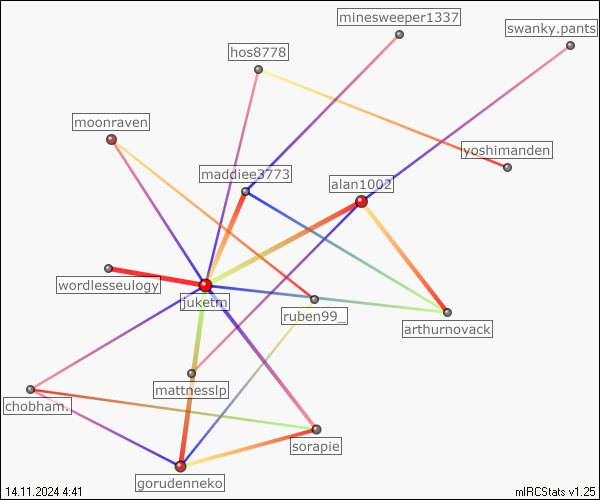 minesweeper1337
swanky.pants
hos8778
moonraven
yoshimanden
maddiee3773
alan1002
wordlesseulogy
juketm
ruben99_
arthurnovack
mattnesslp
chobham.
sorapie
gorudenneko
14.11.2024 4:41
mIRCStats v1.25